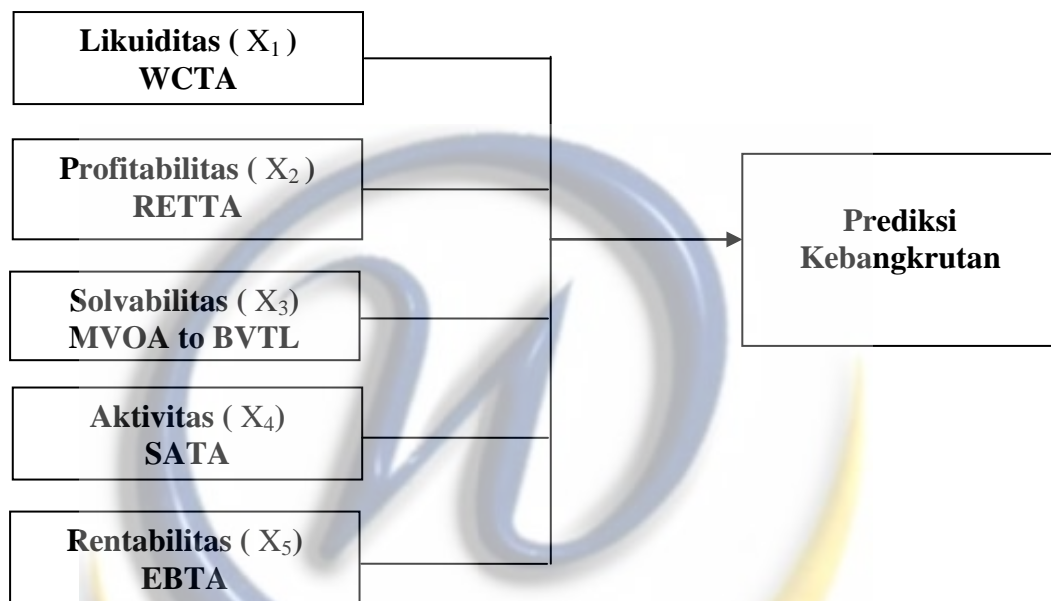 Likuiditas ( X₁ )
WCTA
Profitabilitas ( X₂ )
RETTA
Prediksi
Kebangkrutan
Solvabilitas ( X₃)
MVOA to BVTL
Aktivitas ( X₄)
SATA
Rentabilitas ( X₅)
EBTA